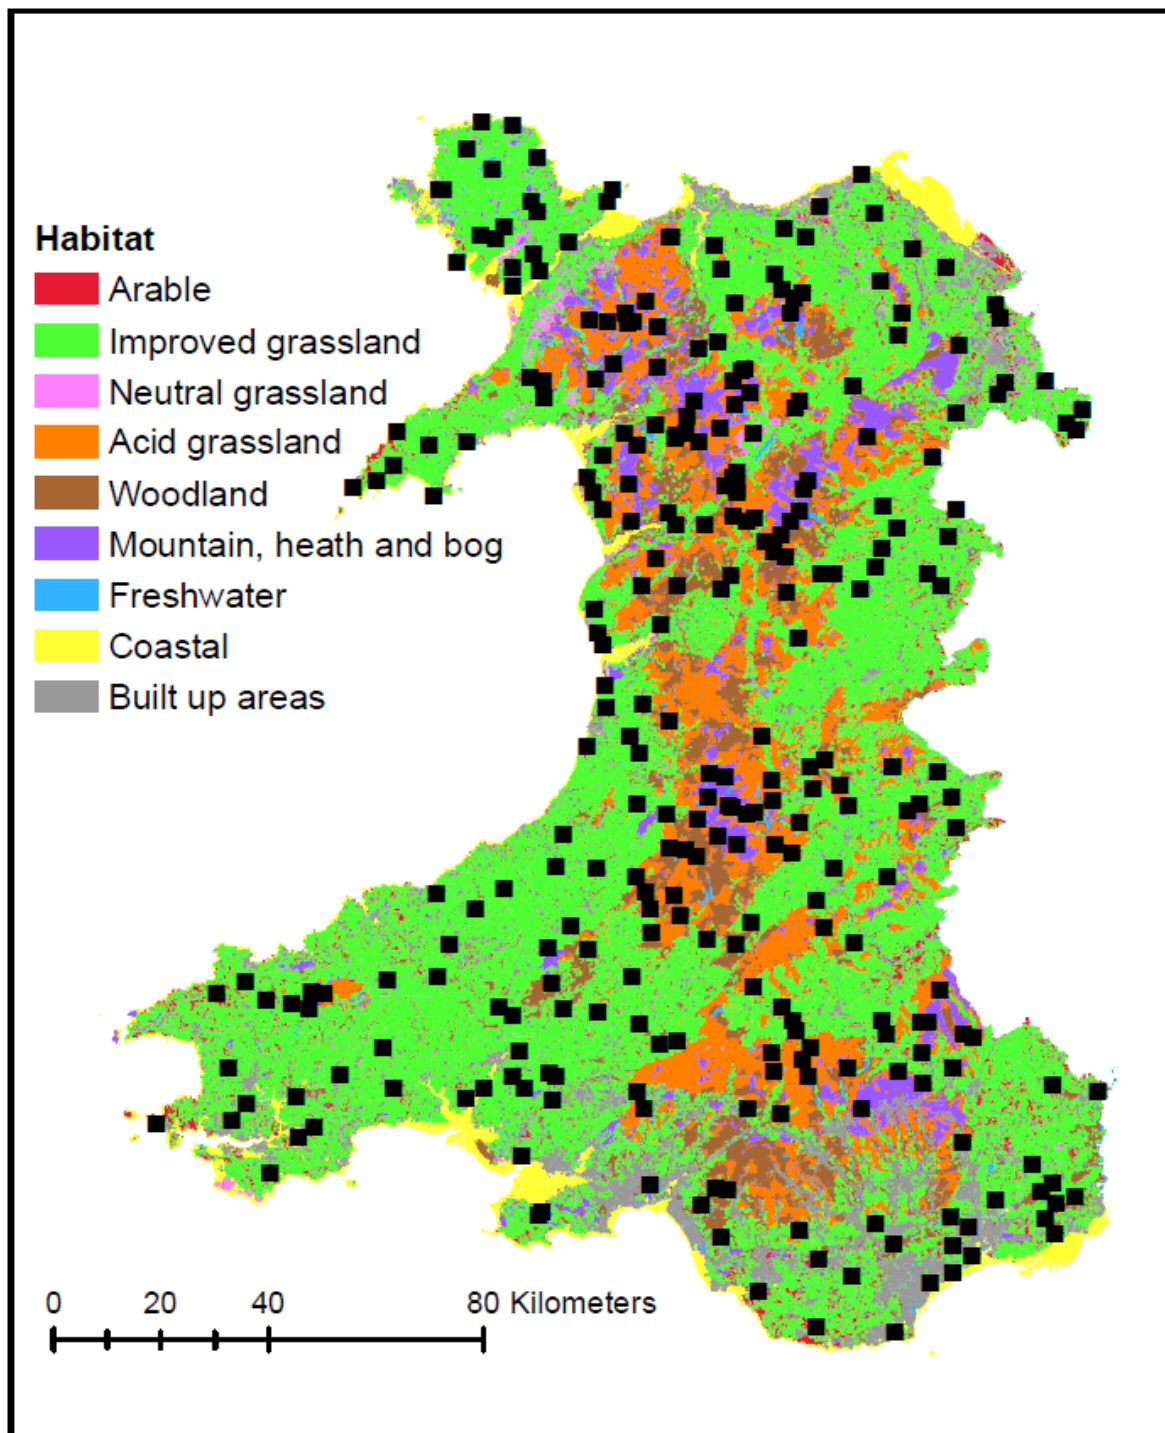 Habitat
Arable
Improved grassland
Neutral grassland
Acid grassland
Woodland
Mountain, heath and bog
Freshwater
Coastal
Built up areas
0 20 40 80 Kilometers